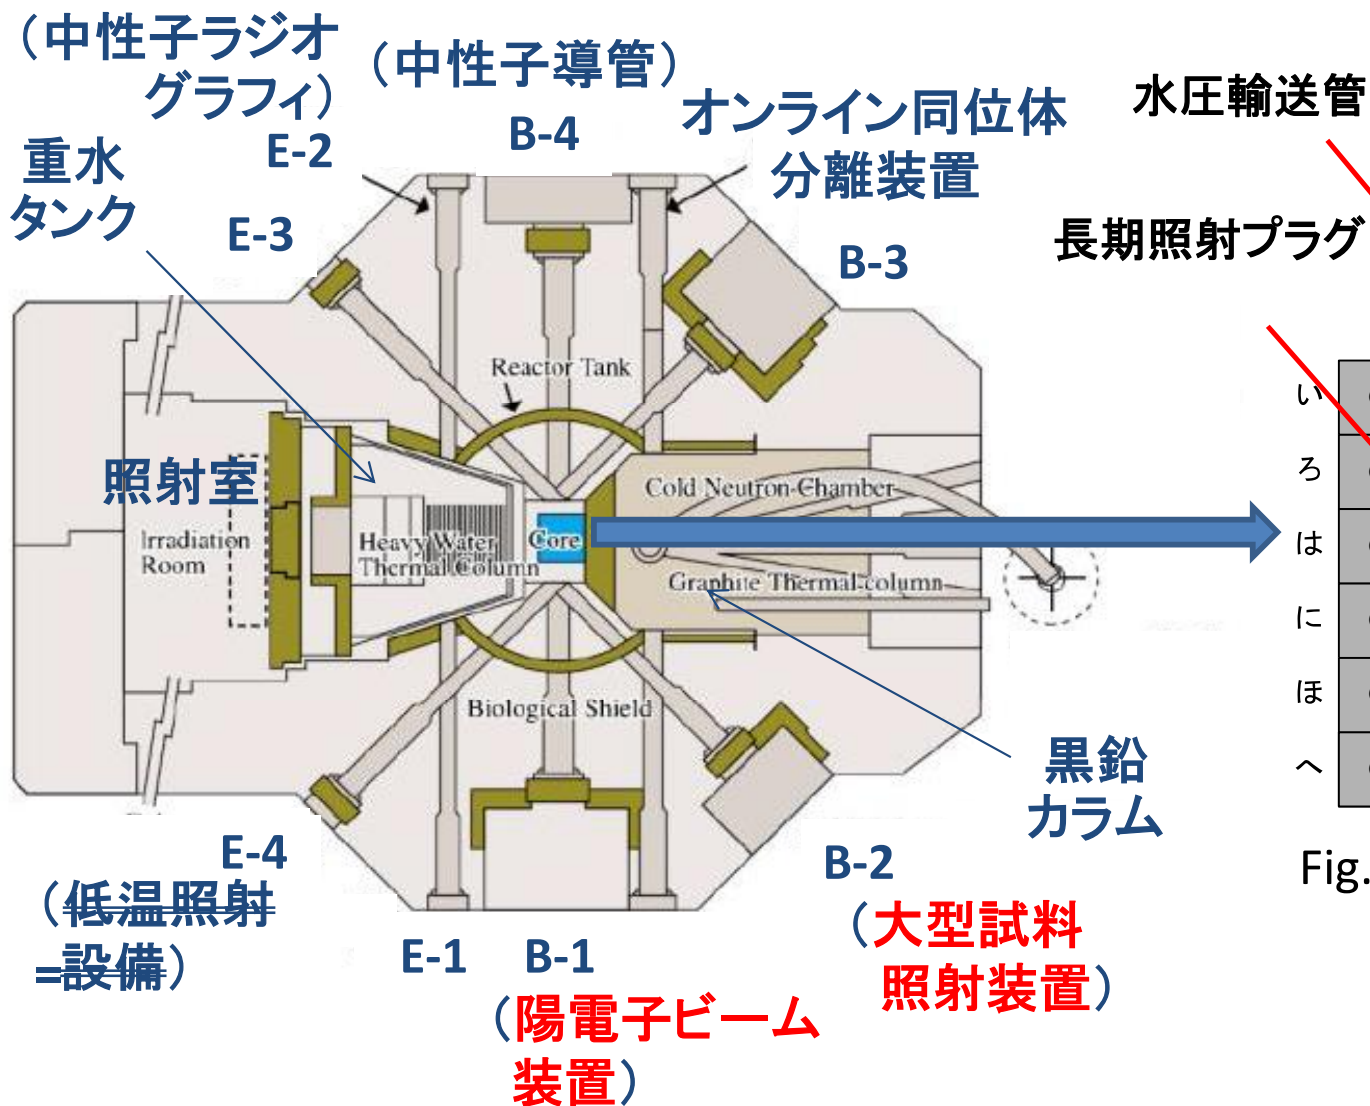 （中性子ラジオ
グラフィ）
E-2
（中性子導管）
B-4
オンライン同位体
分離装置
水圧輸送管
重水
タンク
E-3
B-3
長期照射プラグ
Reactor Tank
い
ろ
は
に
ほ
へ
照射室
Irradiation
Room
Heavy Water
Thermal Column
Core
Cold Neutron Chamber
Graphite Thermal column
Biological Shield
黒鉛
カラム
E-4
（低温照射
=設備）
E-1
B-1
（陽電子ビーム
装置）
B-2
（大型試料
照射装置）
Fig.